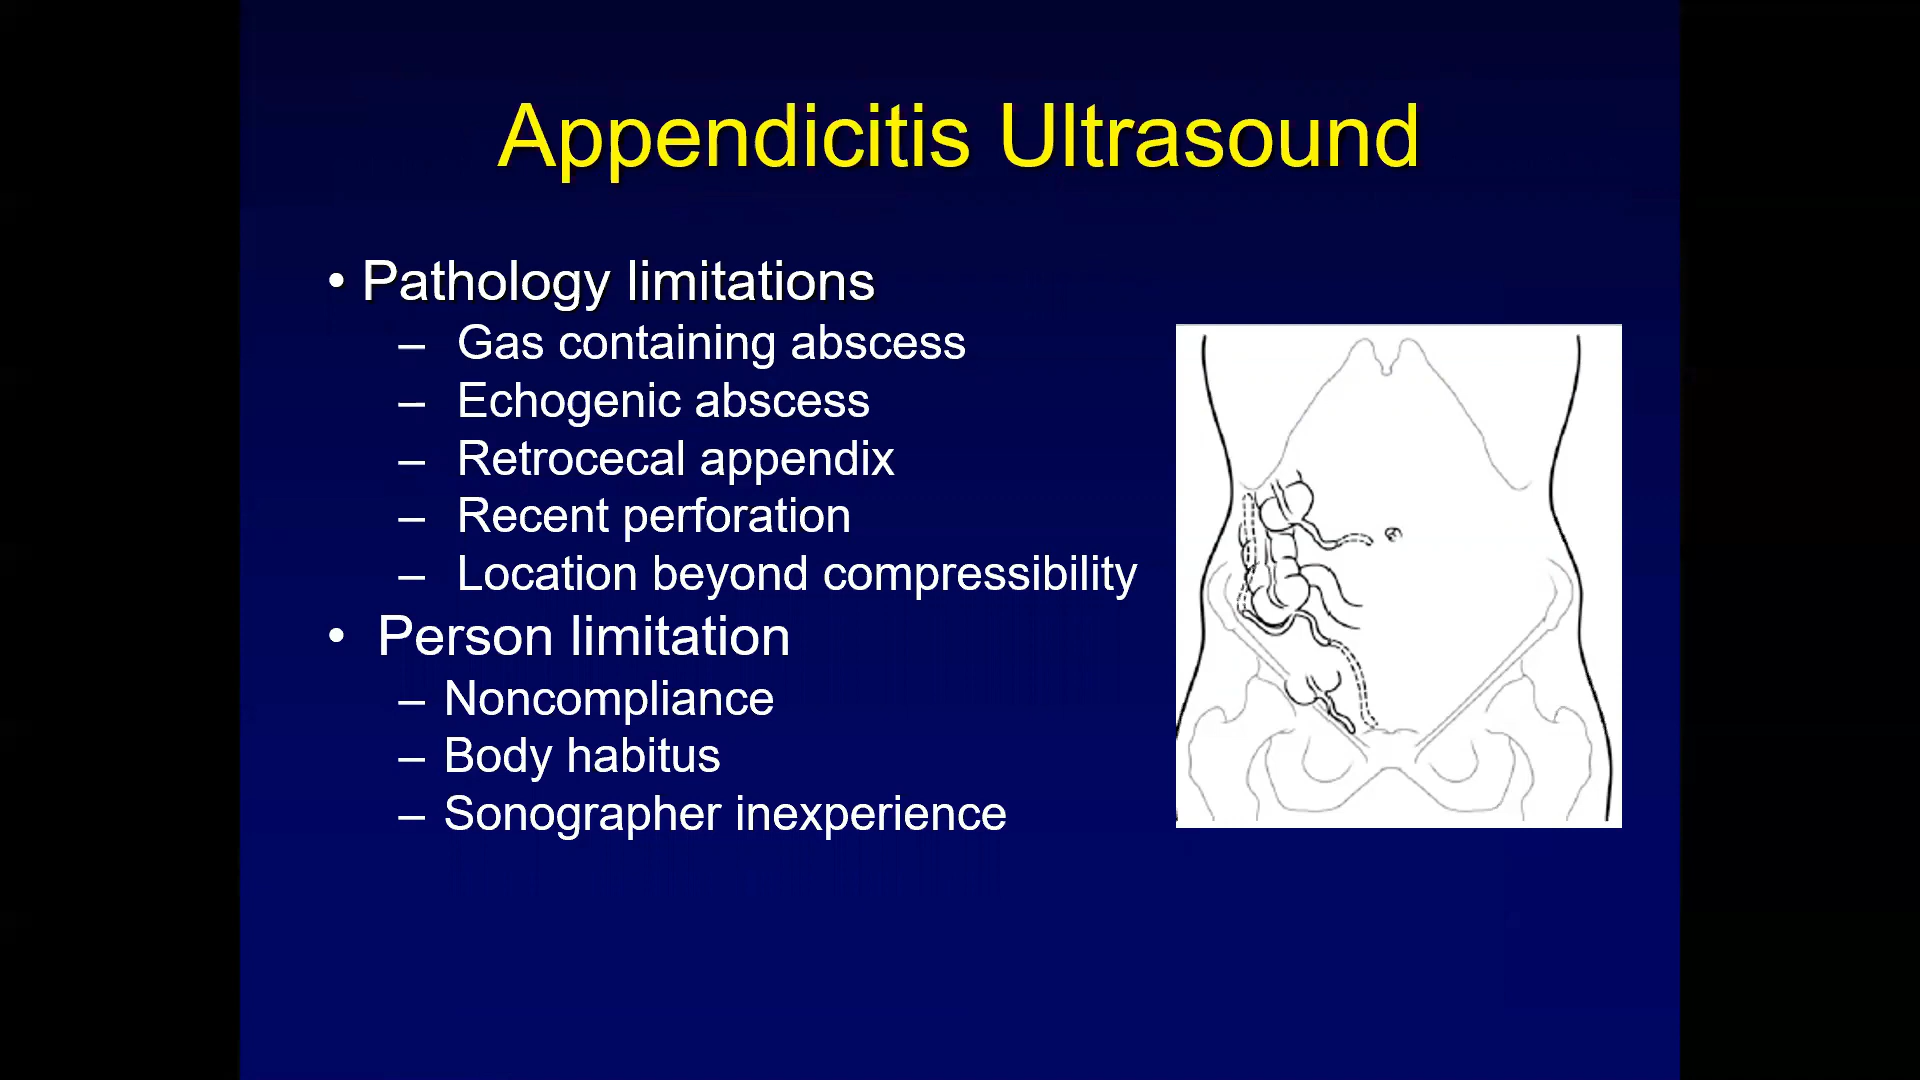 Appendicitis Ultrasound
• Pathology limitations
– Gas containing abscess
– Echogenic abscess
– Retrocecal appendix
– Recent perforation
– Location beyond compressibility
• Person limitation
– Noncompliance
– Body habitus
– Sonographer inexperience